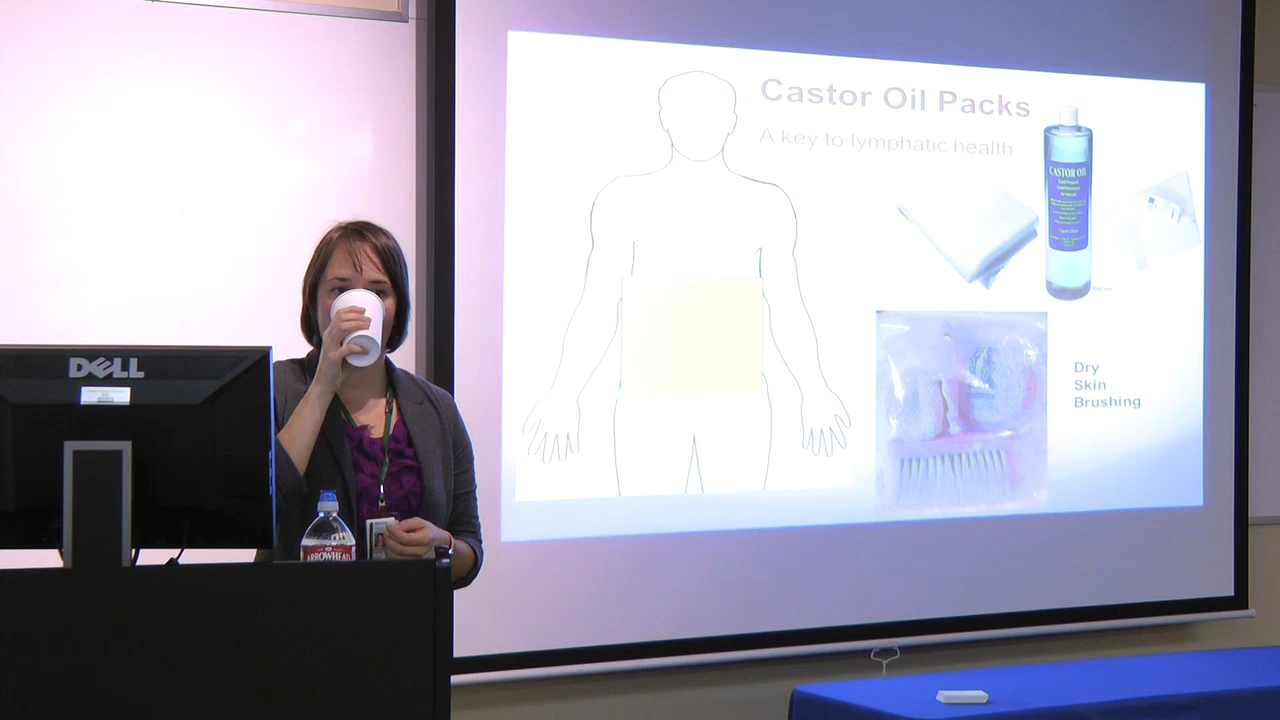 Castor Oil Packs
A key to lymphatic health
CASTOR OIL
Dry
Skin
Brushing
DELL
ARROWHEAD